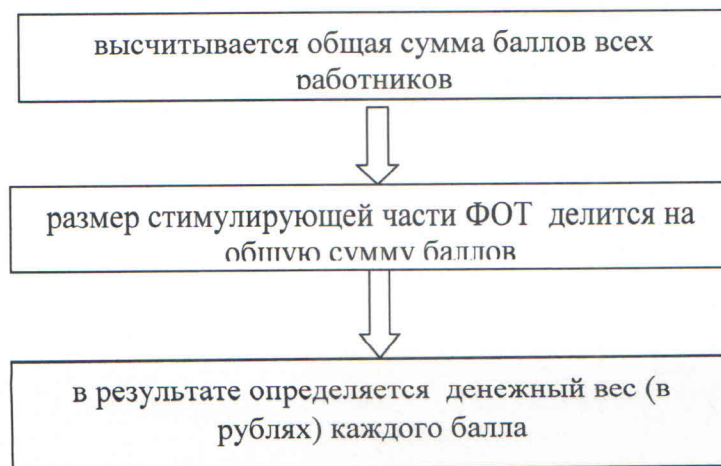 высчитывается общая сумма баллов всех
работников
размер стимулирующей части ФОТ делится на
общую сумму баллов
в результате определяется денежный вес (в
рублях) каждого балла